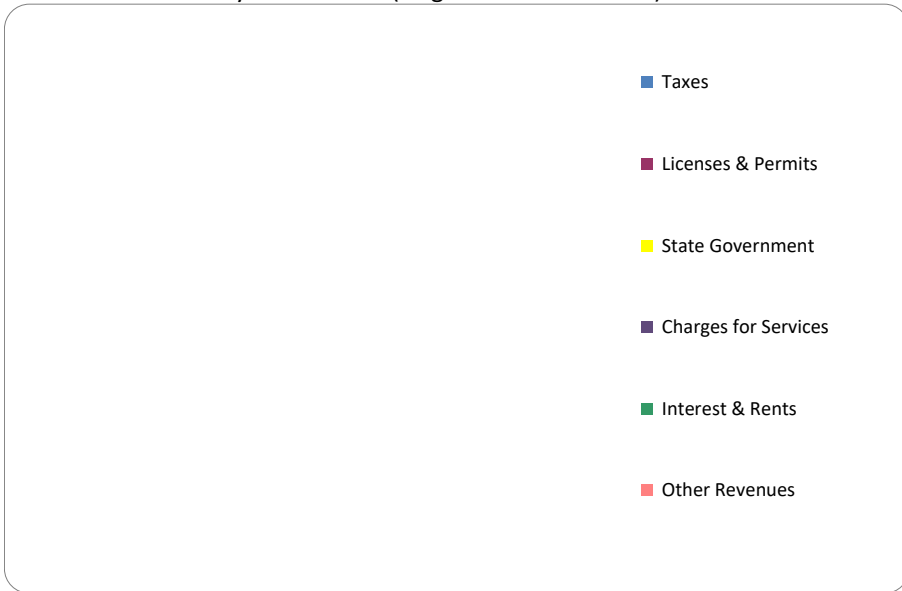 Taxes
Licenses & Permits
State Government
Charges for Services
Interest & Rents
Other Revenues